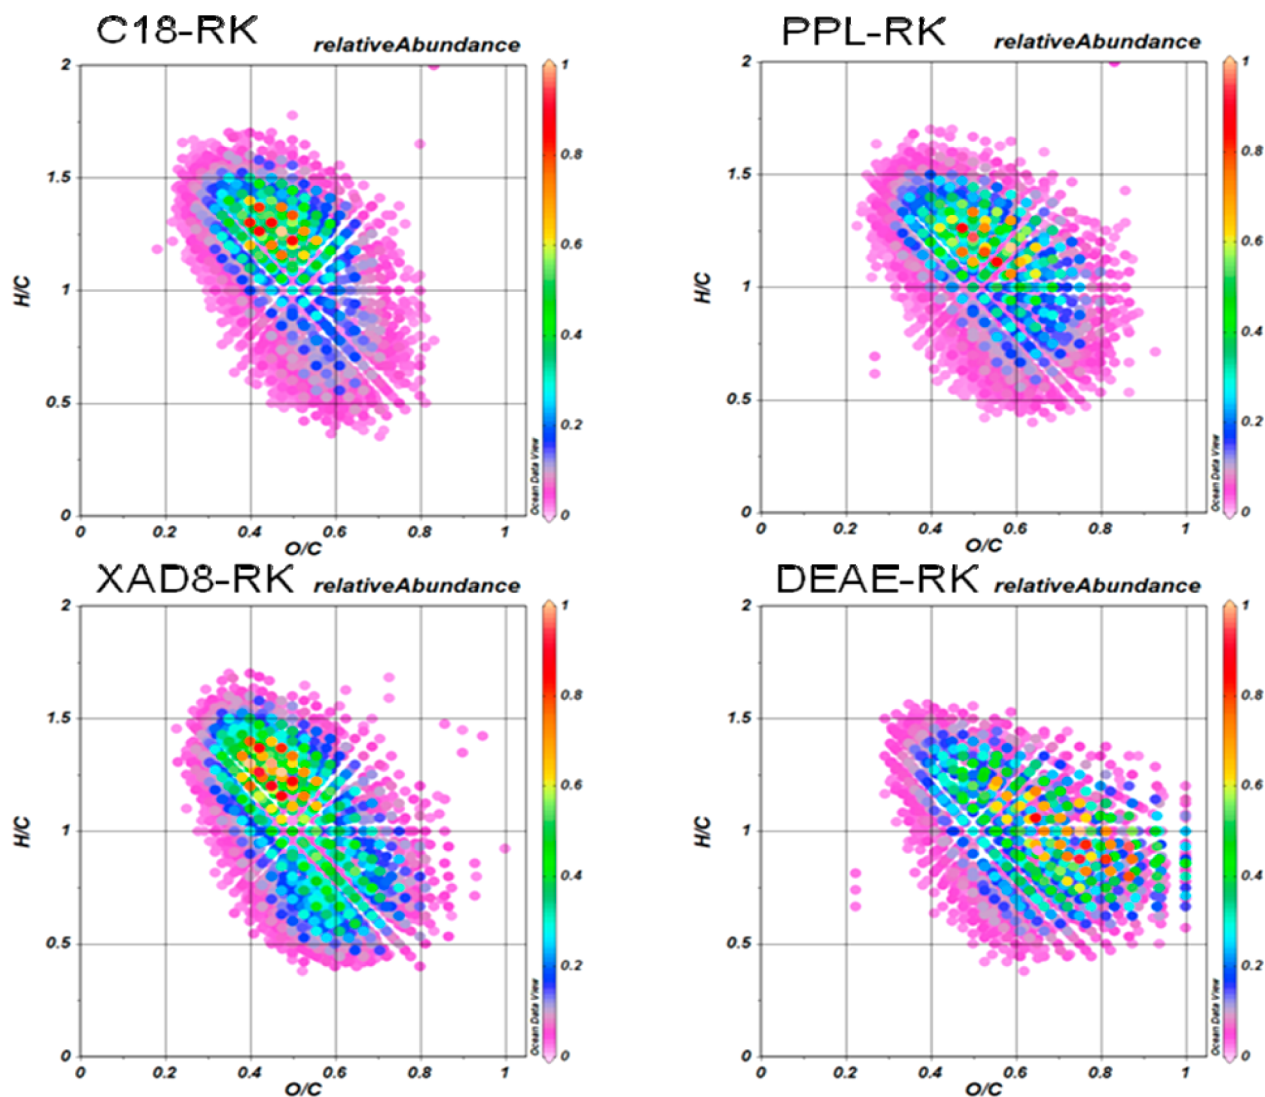 C18-RK relativeAbundance
2
1.5
1
0.5
0
H/C
0 0.2 0.4 0.6 0.8 1
O/C
1
0.8
0.6
0.4
0.2
0
Ocean Data View
PPL-RK relativeAbundance
2
1.5
1
0.5
0
H/C
0 0.2 0.4 0.6 0.8 1
O/C
1
0.8
0.6
0.4
0.2
0
Ocean Data View
XAD8-RK relativeAbundance
2
1.5
1
0.5
0
H/C
0 0.2 0.4 0.6 0.8 1
O/C
1
0.8
0.6
0.4
0.2
0
Ocean Data View
DEAE-RK relativeAbundance
2
1.5
1
0.5
0
H/C
0 0.2 0.4 0.6 0.8 1
O/C
1
0.8
0.6
0.4
0.2
0
Ocean Data View